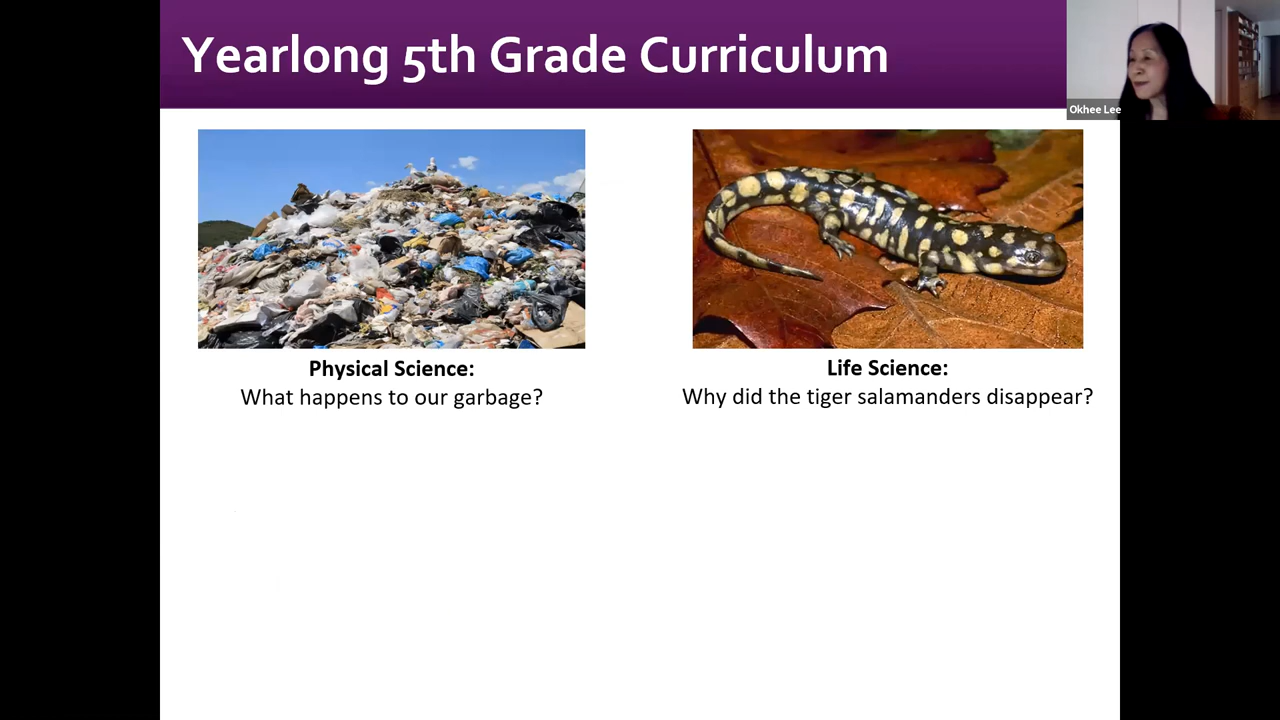 Yearlong 5th Grade Curriculum
Okhee Lee
Physical Science:
What happens to our garbage?
Life Science:
Why did the tiger salamanders disappear?